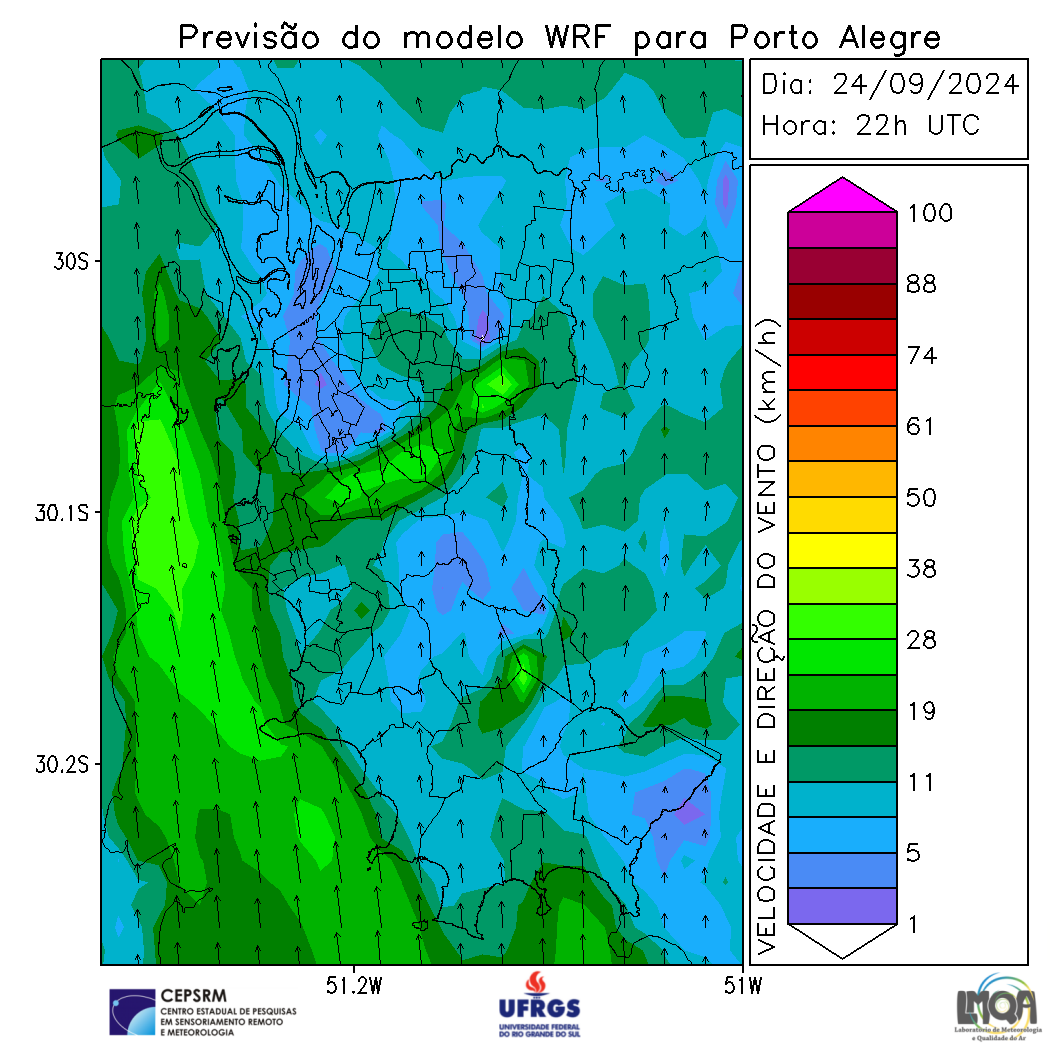 Previsão do modelo WRF para Porto Alegre
Dia: 24/09/2024
Hora: 22h UTC
30S
30.1S
30.2S
51.2W
51W
VELOCIDADE E DIREÇÃO DO VENTO (km/h)
100
88
74
61
50
38
28
19
11
5
1
CEPSRM
CENTRO ESTADUAL DE PESQUISAS
EM SENSORIAMENTO REMOTO
E METEOROLOGIA
UFRGS
UNIVERSIDADE FEDERAL
DO RIO GRANDE DO SUL
LMQA
Laboratório de Meteorologia
e Qualidade do Ar